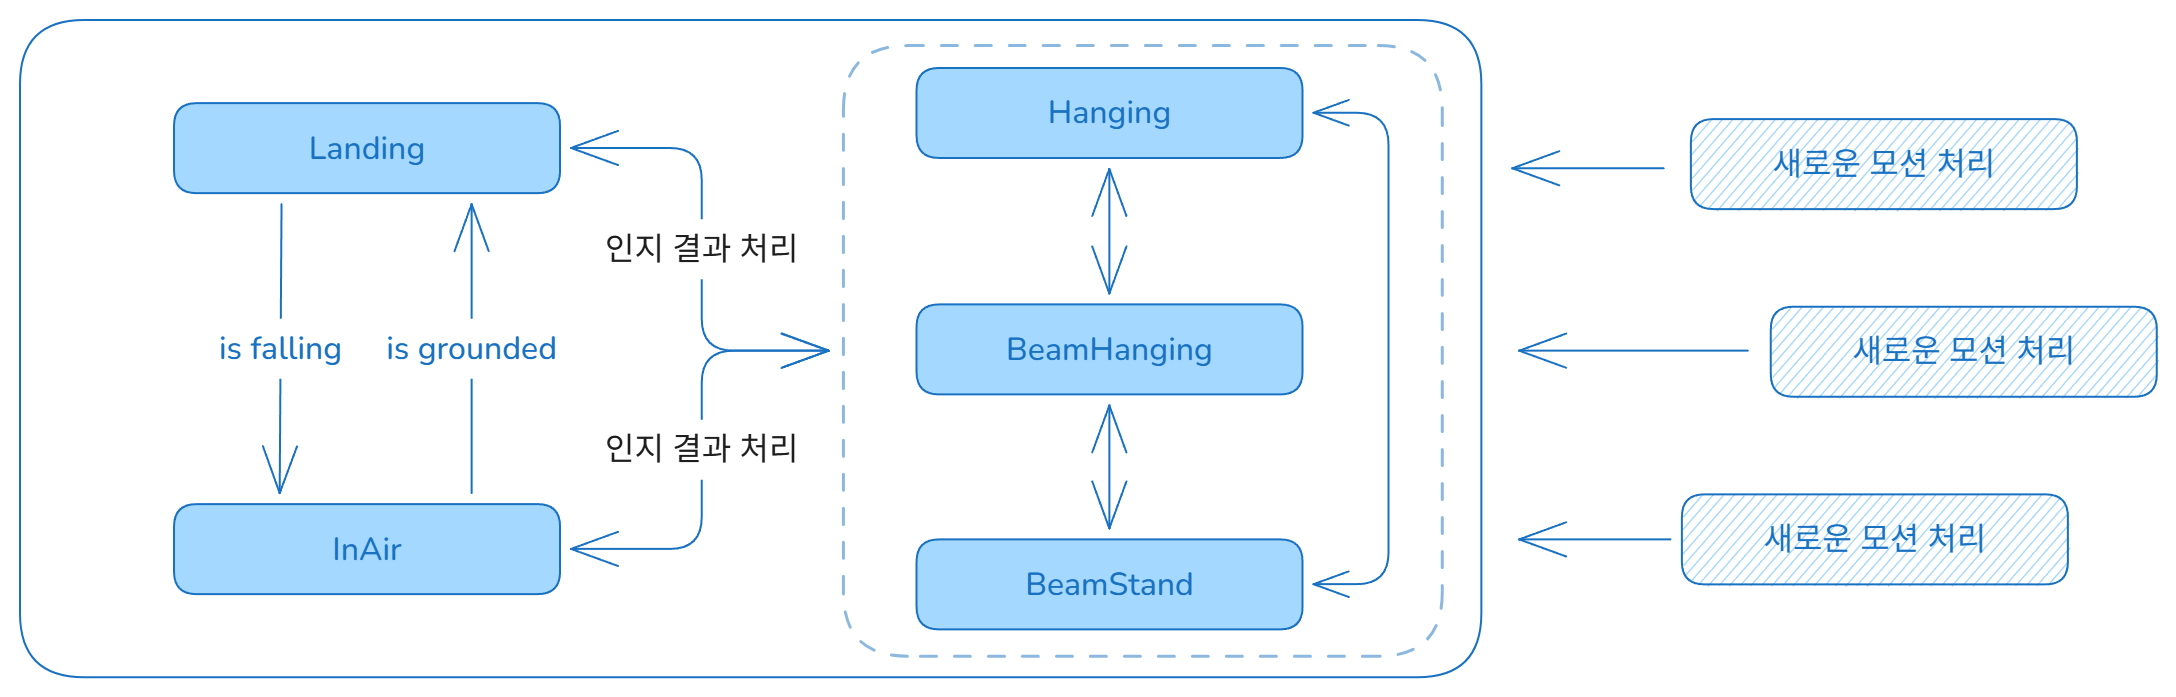 Landing
is falling
is grounded
InAir
인지 결과 처리
인지 결과 처리
Hanging
BeamHanging
BeamStand
새로운 모션 처리
새로운 모션 처리
새로운 모션 처리